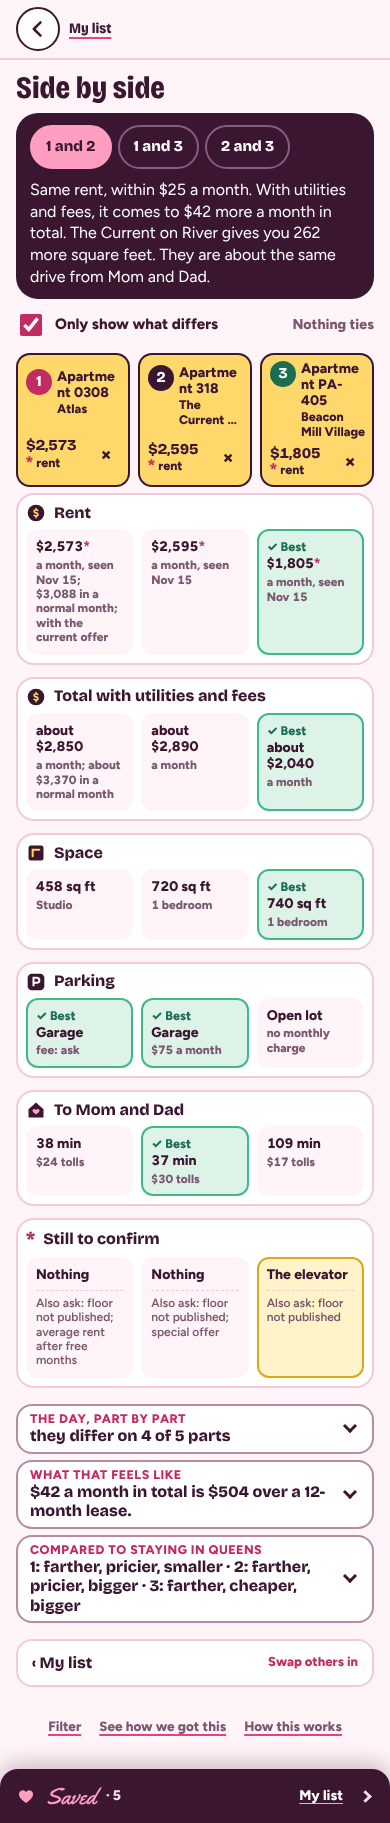 My list
Side by side
1 and 2
1 and 3
2 and 3
Same rent, within $25 a month. With utilities
and fees, it comes to $42 more a month in
total. The Current on River gives you 262
more square feet. They are about the same
drive from Mom and Dad.
Only show what differs
Nothing ties
1
Apartme
nt 0308
Atlas
$2,573
* rent
×
2
Apartme
nt 318
The
Current ...
$2,595
* rent
×
3
Apartme
nt PA-
405
Beacon
Mill Village
$1,805
* rent
×
Rent
$2,573*
a month, seen
Nov 15;
$3,088 in a
normal month;
with the
current offer
$2,595*
a month, seen
Nov 15
✓ Best
$1,805*
a month, seen
Nov 15
Total with utilities and fees
about
$2,850
a month; about
$3,370 in a
normal month
about
$2,890
a month
✓ Best
about
$2,040
a month
Space
458 sq ft
Studio
720 sq ft
1 bedroom
✓ Best
740 sq ft
1 bedroom
Parking
✓ Best
Garage
fee: ask
✓ Best
Garage
$75 a month
Open lot
no monthly
charge
To Mom and Dad
38 min
$24 tolls
✓ Best
37 min
$30 tolls
109 min
$17 tolls
* Still to confirm
Nothing
Also ask: floor
not published;
average rent
after free
months
Nothing
Also ask: floor
not published;
special offer
The elevator
Also ask: floor
not published
THE DAY, PART BY PART
they differ on 4 of 5 parts
WHAT THAT FEELS LIKE
$42 a month in total is $504 over a 12-
month lease.
COMPARED TO STAYING IN QUEENS
1: farther, pricier, smaller · 2: farther,
pricier, bigger · 3: farther, cheaper,
bigger
‹ My list
Swap others in
Filter
See how we got this
How this works
Saved · 5
My list